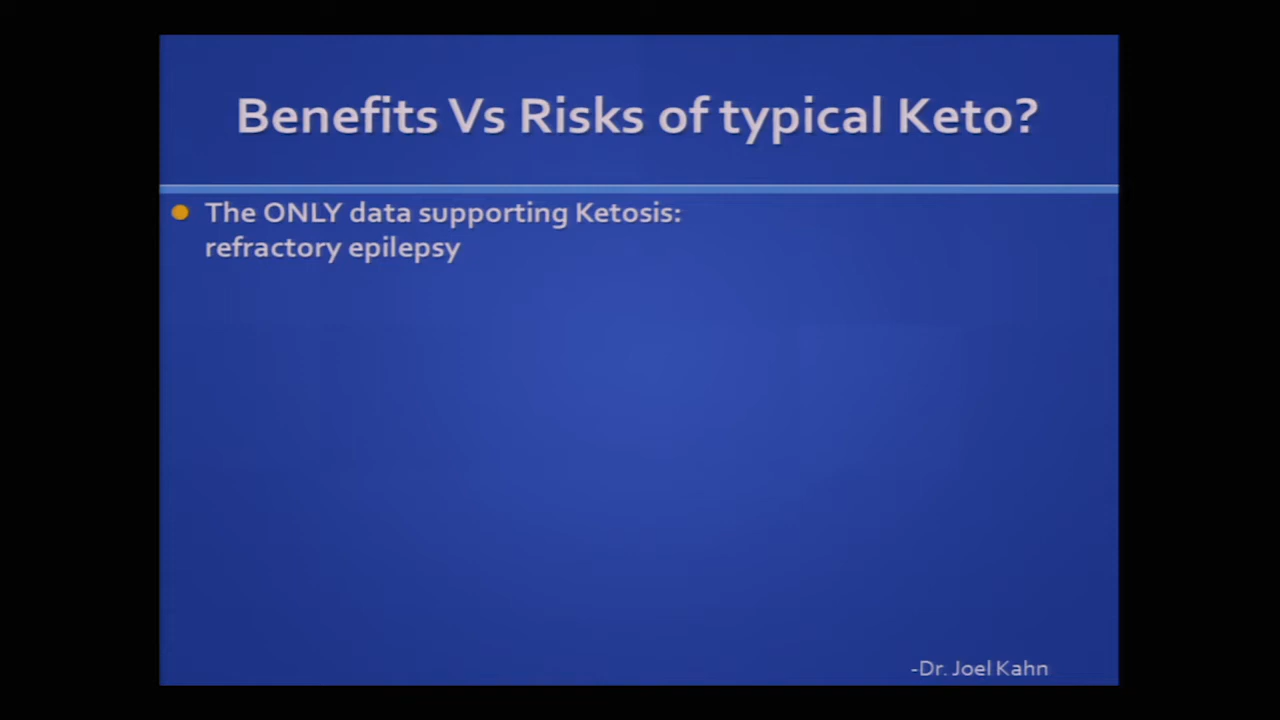 Benefits Vs Risks of typical Keto?
The ONLY data supporting Ketosis:
refractory epilepsy
-Dr. Joel Kahn